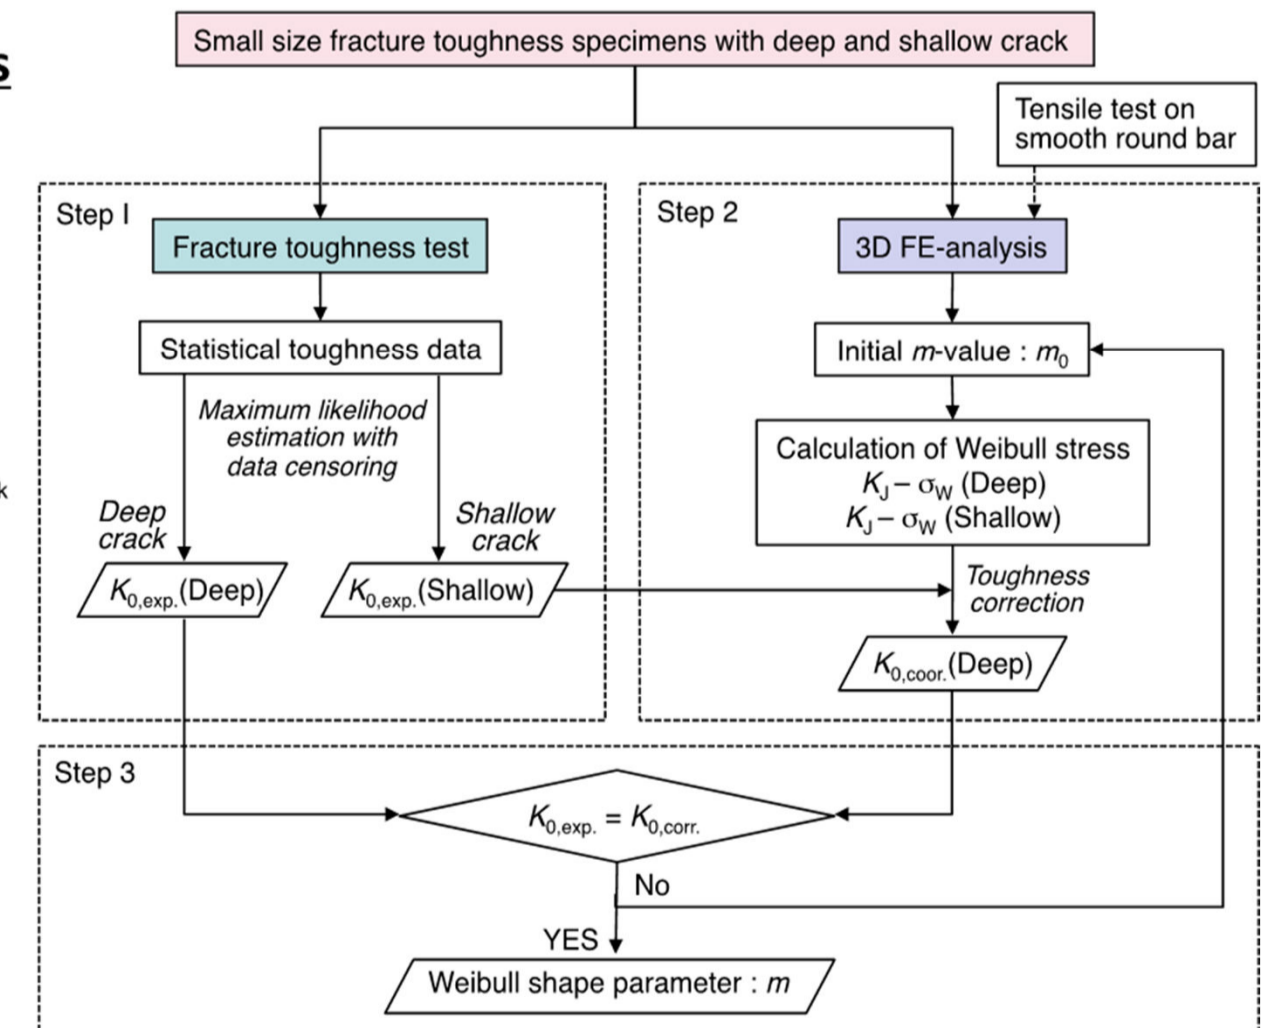 s
Small size fracture toughness specimens with deep and shallow crack
Tensile test on
smooth round bar
Step I
Fracture toughness test
Statistical toughness data
Maximum likelihood
estimation with
data censoring
Deep
crack
Shallow
crack
K0,exp.(Deep)
K0,exp.(Shallow)
k
Step 2
3D FE-analysis
Initial m-value : m0
Calculation of Weibull stress
KJ – σW (Deep)
KJ – σW (Shallow)
Toughness
correction
K0,coor.(Deep)
Step 3
K0,exp. = K0,corr.
No
YES
Weibull shape parameter : m